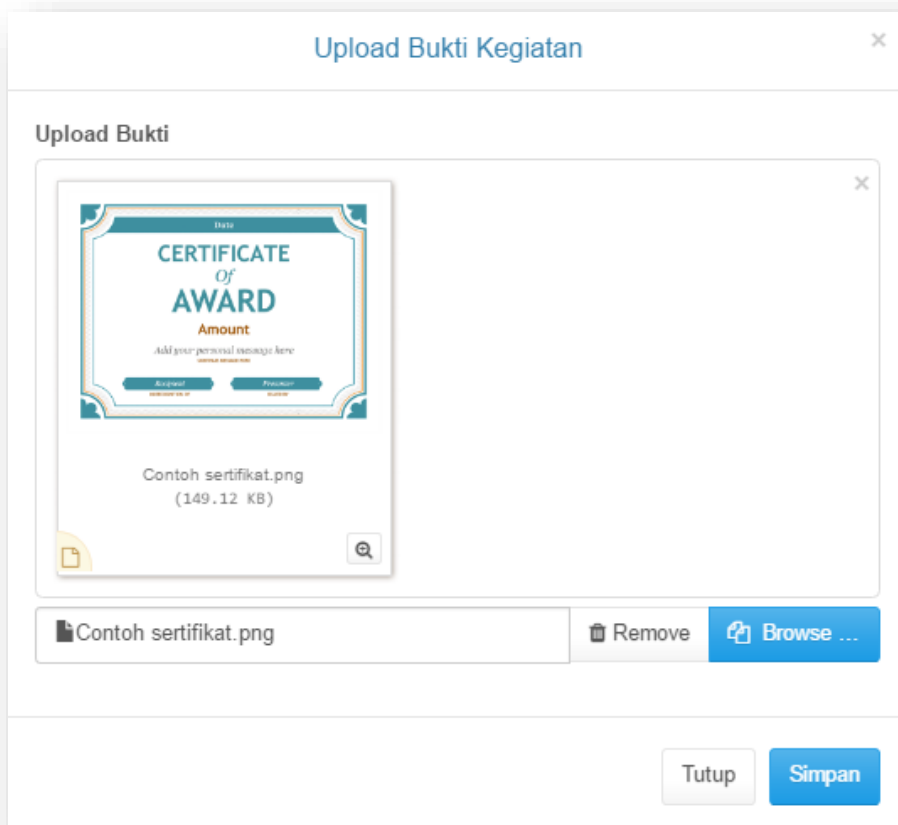 Upload Bukti Kegiatan
×
Upload Bukti
×
Date
CERTIFICATE
Of
AWARD
Amount
Add your personal message here
Recipient Presenter
Contoh sertifikat.png
(149.12 KB)
Contoh sertifikat.png Remove Browse ...
Tutup Simpan